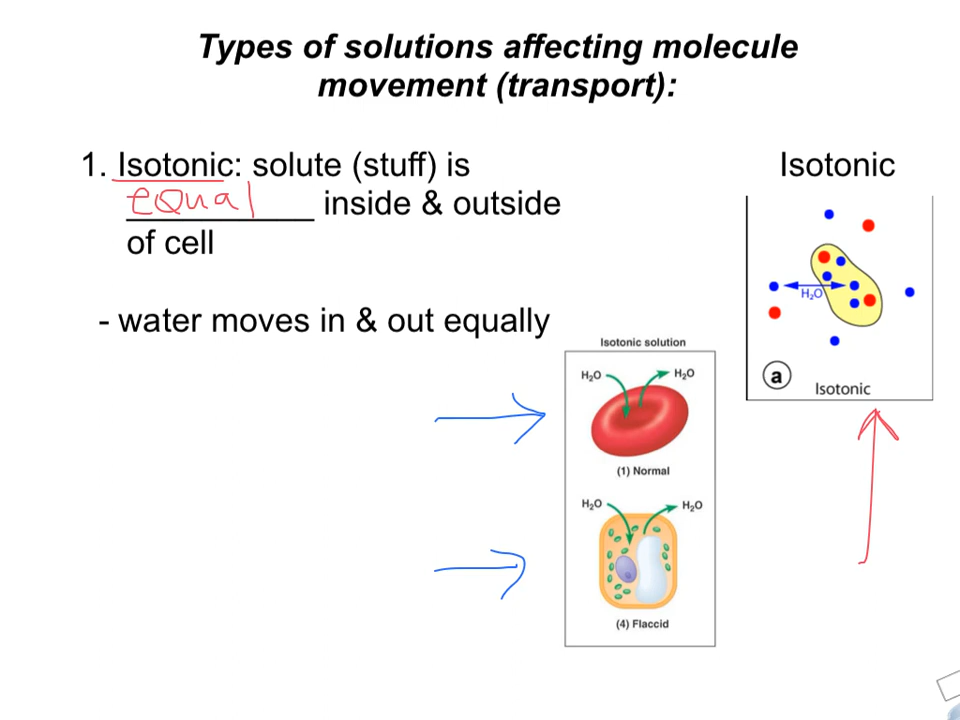 Types of solutions affecting molecule
movement (transport):
1. Isotonic: solute (stuff) is
equal inside & outside
of cell
- water moves in & out equally
Isotonic
H₂O
a
Isotonic
Isotonic solution
H₂O H₂O
(1) Normal
H₂O H₂O
(4) Flaccid